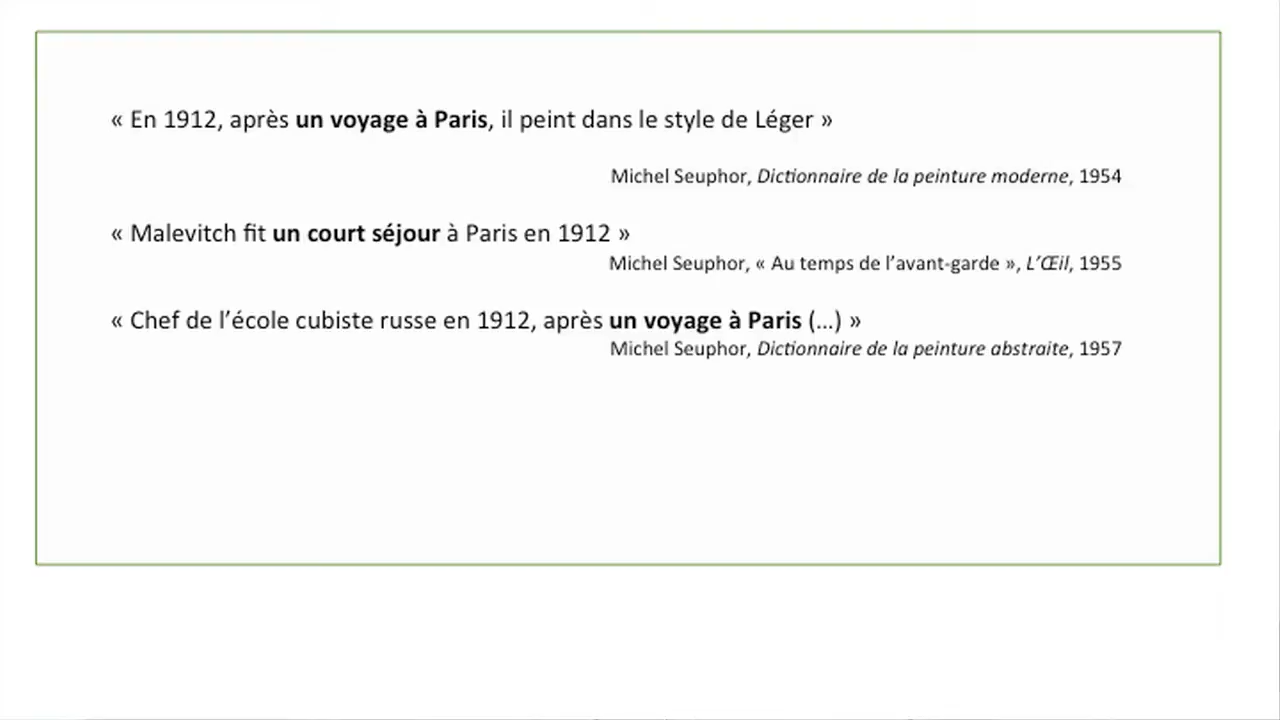 « En 1912, après un voyage à Paris, il peint dans le style de Léger »
Michel Seuphor, Dictionnaire de la peinture moderne, 1954
« Malevitch fit un court séjour à Paris en 1912 »
Michel Seuphor, « Au temps de l’avant-garde », L’Œil, 1955
« Chef de l’école cubiste russe en 1912, après un voyage à Paris (…) »
Michel Seuphor, Dictionnaire de la peinture abstraite, 1957